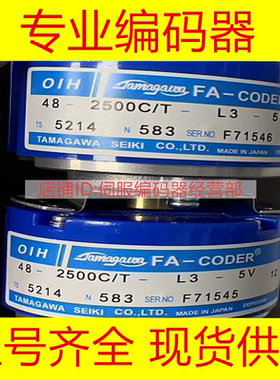 专业编码器
OIH Tamagawa FA-CODER
48 - 2500C/T - L3 - 5
TS 5214 N 583 SER.NO F71546
TAMAGAWA SEIKI CO.,LTD. MADE IN JAPAN
店铺ID:伺服编码器经营部
OIH Tamagawa FA-CODER®
48 - 2500C/T - L3 - 5V 12
TS 5214 N 583 SER.NO F71545
TAMAGAWA SEIKI CO.,LTD. MADE IN JAPAN
号齐全 现货供